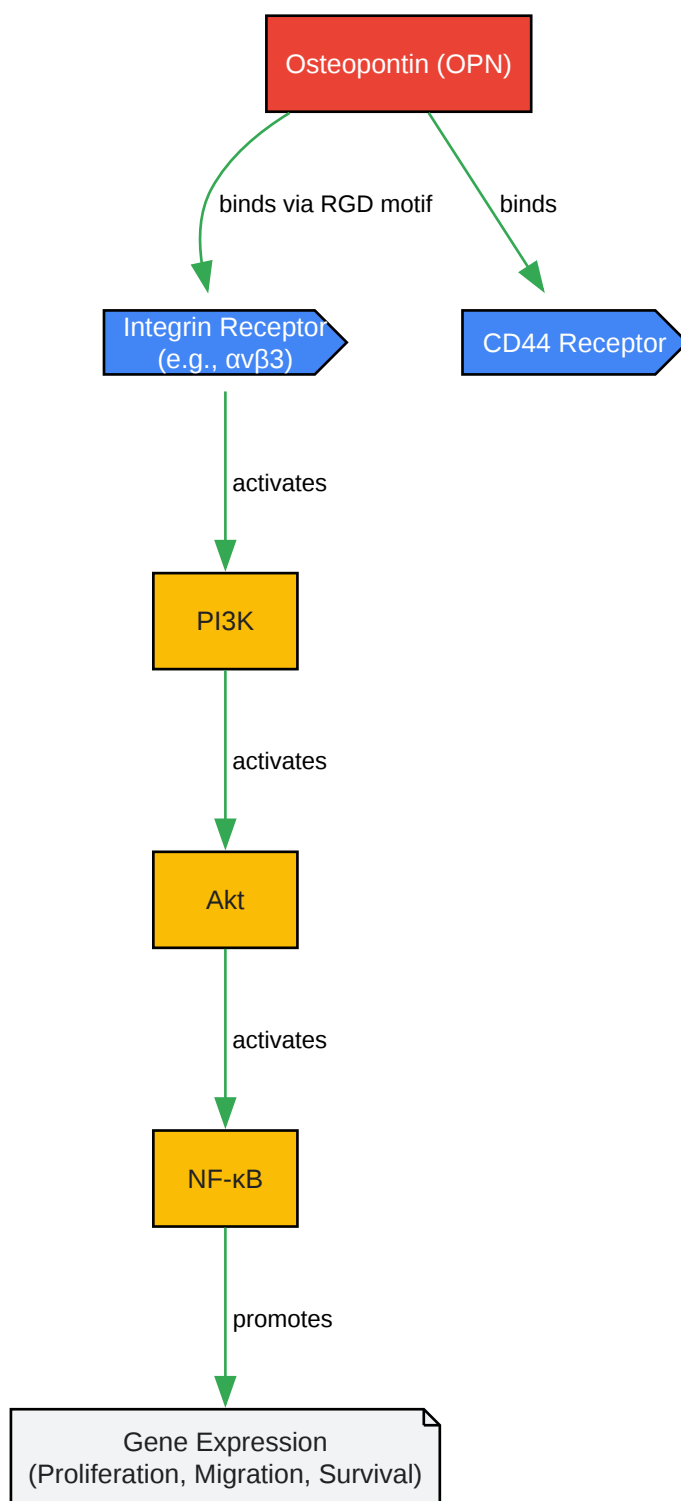 Osteopontin (OPN)
binds via RGD motif
binds
Integrin Receptor
(e.g., αvβ3)
CD44 Receptor
activates
PI3K
activates
Akt
activates
NF-κB
promotes
Gene Expression
(Proliferation, Migration, Survival)